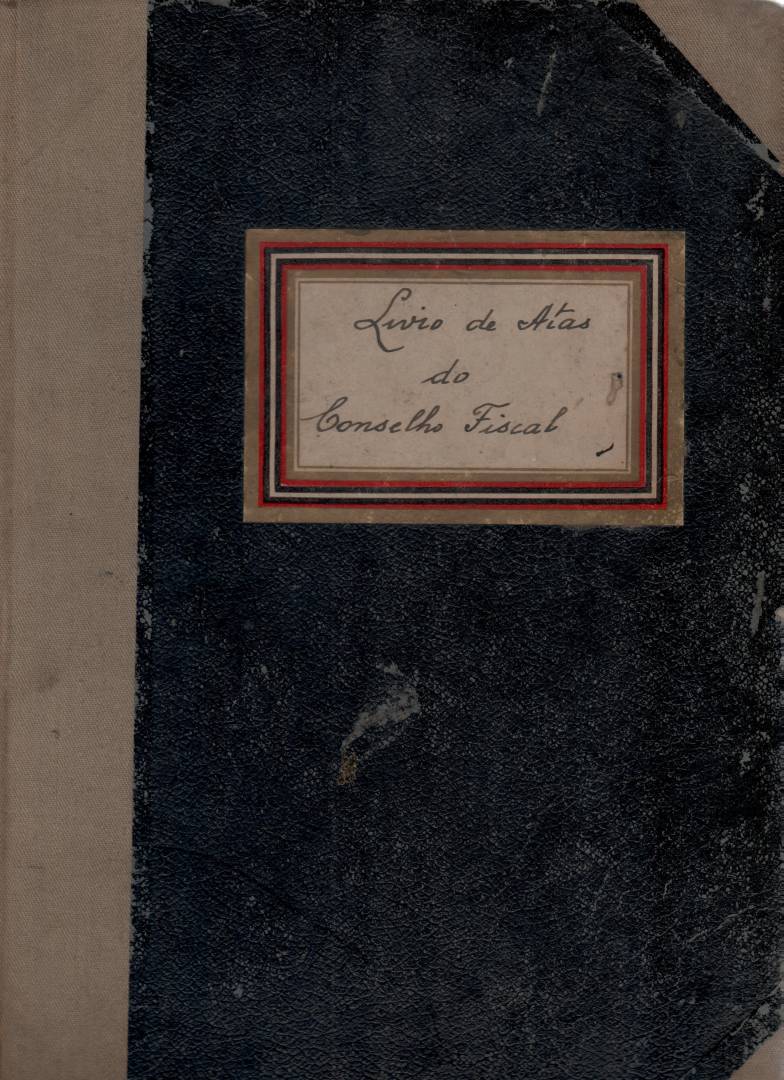 Livro de Atas
do
Conselho Fiscal